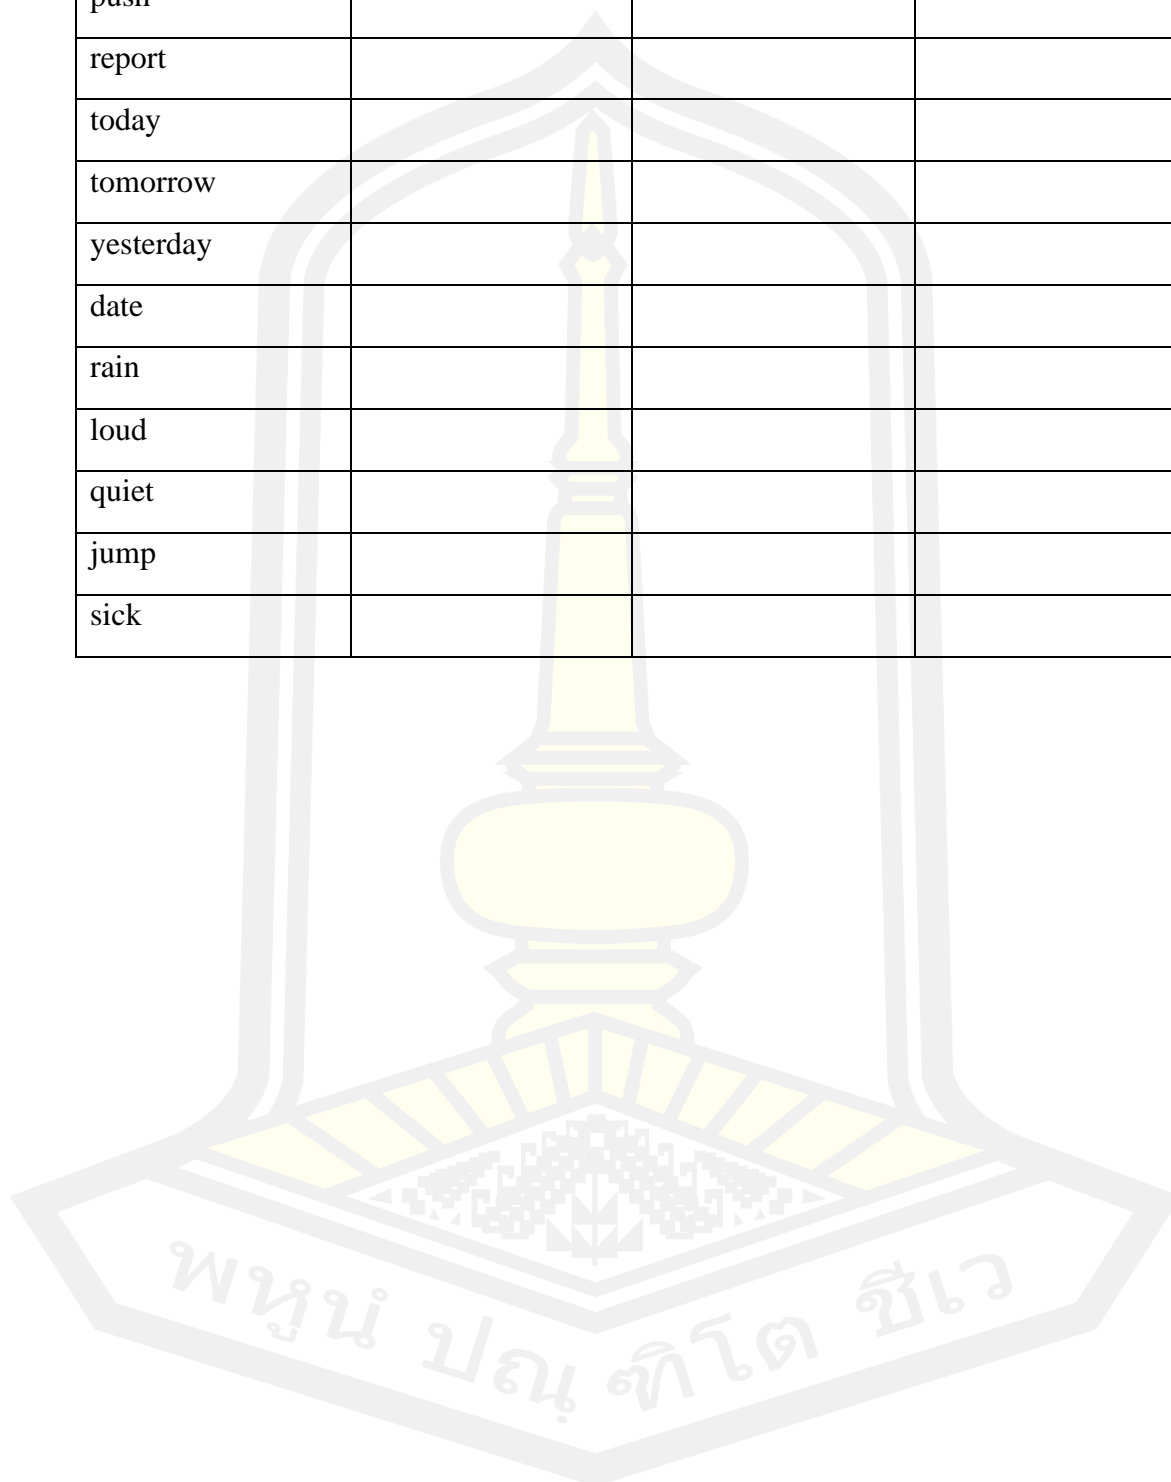 push
report
today
tomorrow
yesterday
date
rain
loud
quiet
jump
sick
พหูนํ ปณฺฑิโต ชีเว